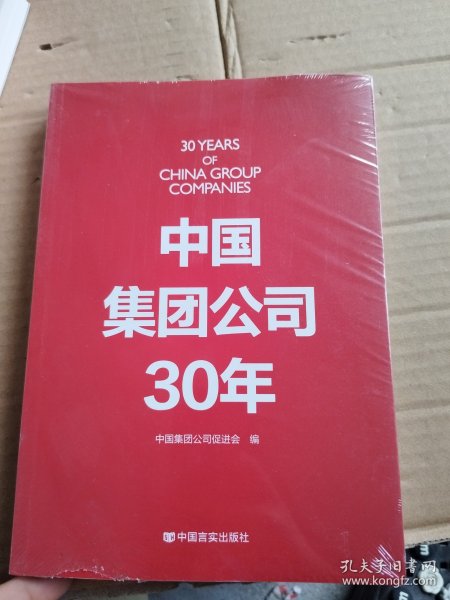 30 YEARS
OF
CHINA GROUP
COMPANIES
中国
集团公司
30年
中国集团公司促进会 编
中国言实出版社
孔夫子旧书网
www.kongfz.com